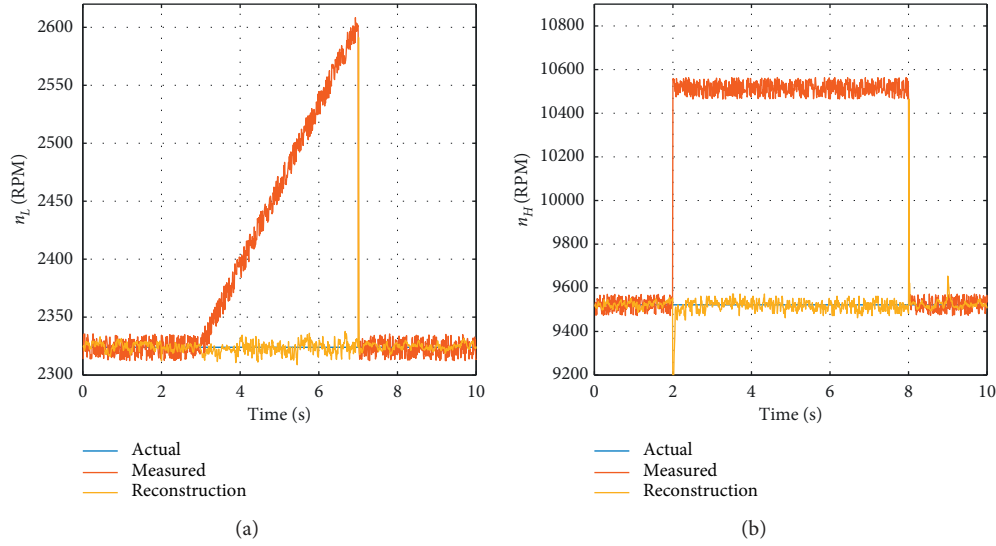 2600
2550
2500
2450
2400
2350
2300
n_L (RPM)
0 2 4 6 8 10
Time (s)
Actual
Measured
Reconstruction
(a)
10800
10600
10400
10200
10000
9800
9600
9400
9200
n_H (RPM)
0 2 4 6 8 10
Time (s)
Actual
Measured
Reconstruction
(b)